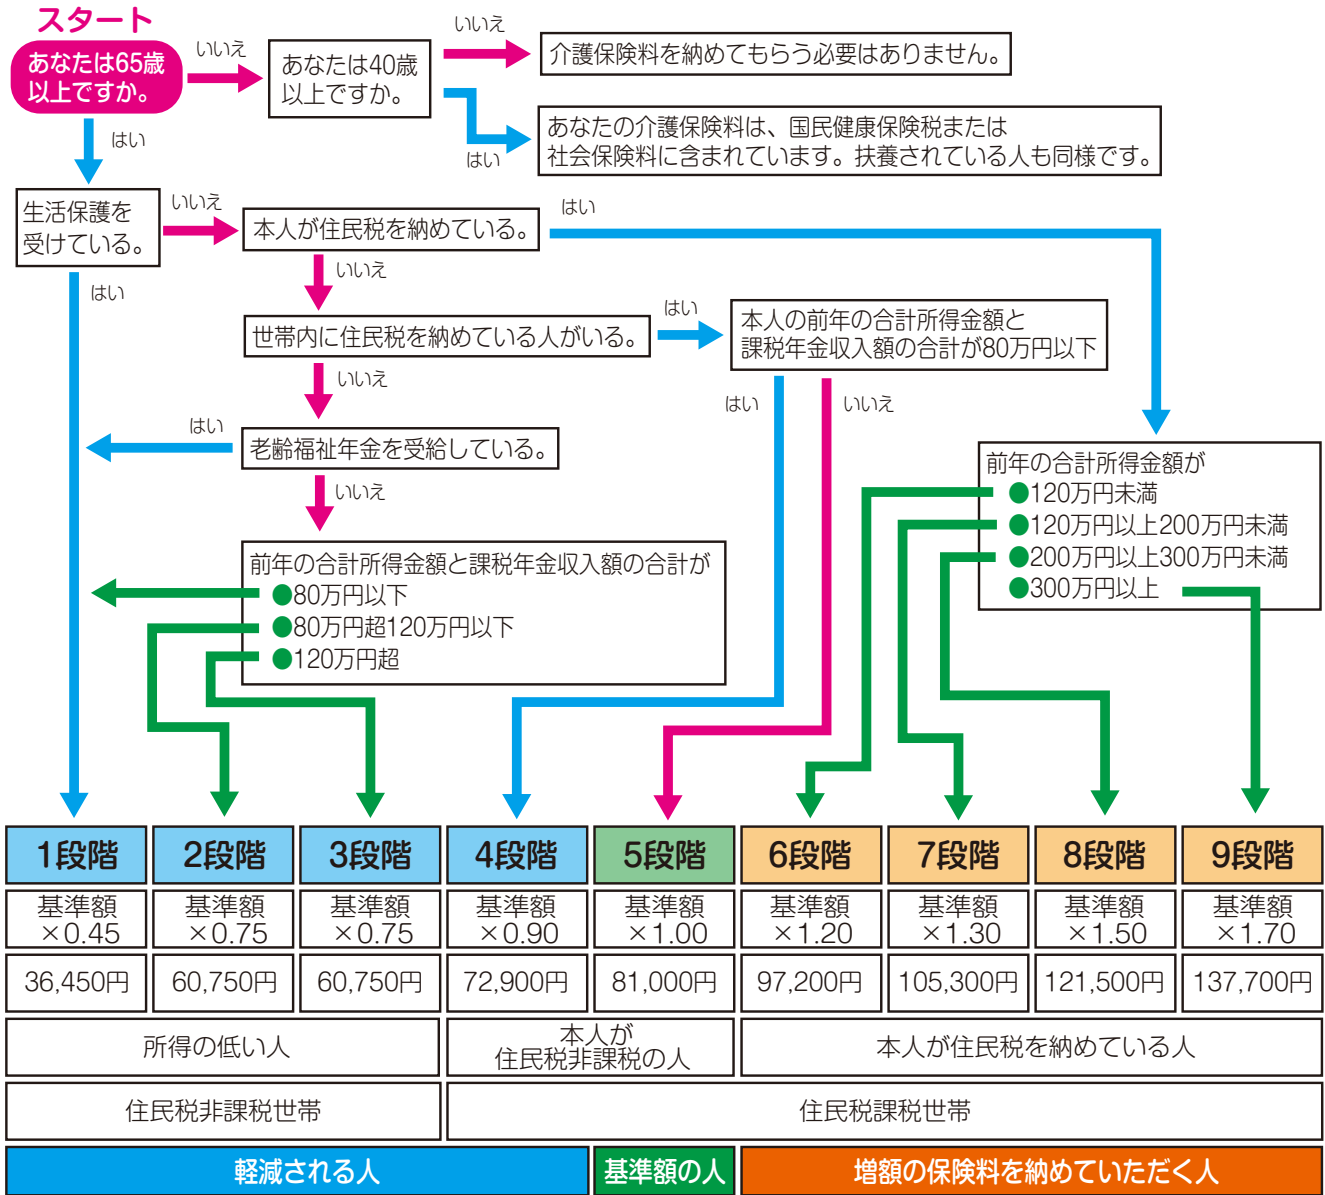 スタート
あなたは65歳
以上ですか。
いいえ
あなたは40歳
以上ですか。
いいえ
介護保険料を納めてもらう必要はありません。
はい
あなたの介護保険料は、国民健康保険税または
社会保険料に含まれています。扶養されている人も同様です。
はい
生活保護を
受けている。
いいえ
本人が住民税を納めている。
はい
はい
いいえ
世帯内に住民税を納めている人がいる。
はい
本人の前年の合計所得金額と
課税年金収入額の合計が80万円以下
いいえ
はい
いいえ
はい
老齢福祉年金を受給している。
いいえ
前年の合計所得金額が
●120万円未満
●120万円以上200万円未満
●200万円以上300万円未満
●300万円以上
前年の合計所得金額と課税年金収入額の合計が
●80万円以下
●80万円超120万円以下
●120万円超
1段階 2段階 3段階 4段階 5段階 6段階 7段階 8段階 9段階
基準額 基準額 基準額 基準額 基準額 基準額 基準額 基準額 基準額
×0.45 ×0.75 ×0.75 ×0.90 ×1.00 ×1.20 ×1.30 ×1.50 ×1.70
36,450円 60,750円 60,750円 72,900円 81,000円 97,200円 105,300円 121,500円 137,700円
所得の低い人
本人が
住民税非課税の人
本人が住民税を納めている人
住民税非課税世帯 住民税課税世帯
軽減される人 基準額の人 増額の保険料を納めていただく人